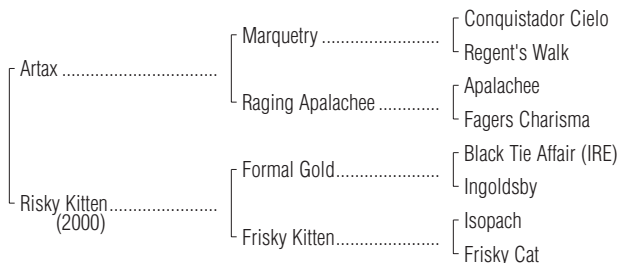 Conquistador Cielo
Marquetry ..............................
Regent's Walk
Artax ........................................
Apalachee
Raging Apalachee ...............
Fagers Charisma
Black Tie Affair (IRE)
Formal Gold..........................
Ingoldsby
Risky Kitten............................
(2000)
Isopach
Frisky Kitten..........................
Frisky Cat